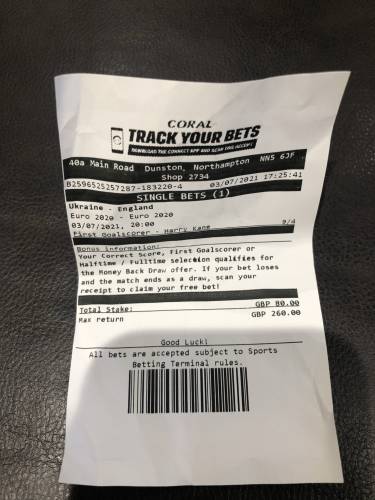 CORAL
TRACK YOUR BETS
DOWNLOAD THE CONNECT APP AND SCAN THIS RECEIPT
40a Main Road Dunston, Northampton NN5 6JF
Shop 2734
B2596525257287-183220-4 03/07/2021 17:25:41
SINGLE BETS (1)
Ukraine - England
Euro 2020 - Euro 2020
03/07/2021, 20:00
First Goalscorer - Harry Kane 9/4
Bonus information:
Your Correct Score, First Goalscorer or
Halftime / Fulltime selection qualifies for
the Money Back Draw offer. If your bet loses
and the match ends as a draw, scan your
receipt to claim your free bet!
Total Stake: GBP 80.00
Max return GBP 260.00
Good Luck!
All bets are accepted subject to Sports
Betting Terminal rules.